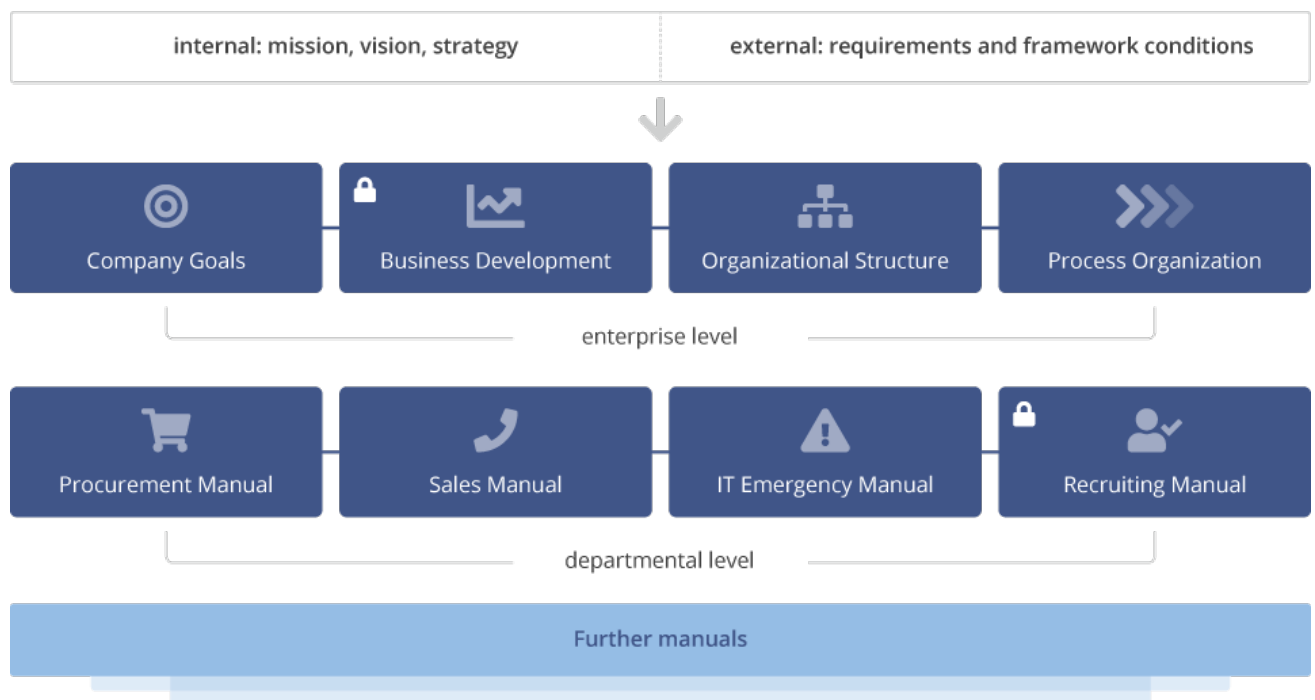 internal: mission, vision, strategy
external: requirements and framework conditions
Company Goals
Business Development
Organizational Structure
Process Organization
enterprise level
Procurement Manual
Sales Manual
IT Emergency Manual
Recruiting Manual
departmental level
Further manuals